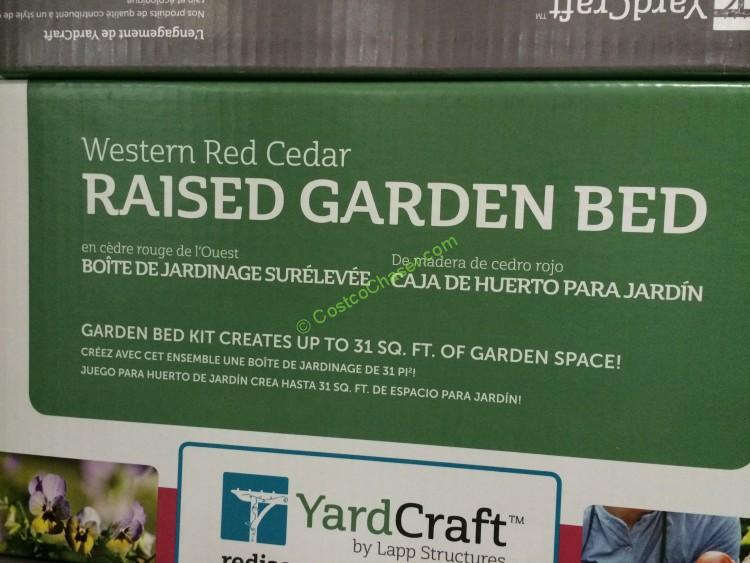 YardCraft™
L'engagement de YardCraft
Nos produits de qualité contribuent à un style de
Western Red Cedar
RAISED GARDEN BED
en cèdre rouge de l'Ouest
BOÎTE DE JARDINAGE SURÉLEVÉE
De madera de cedro rojo
CAJA DE HUERTO PARA JARDÍN
© CostcoChaser.com
GARDEN BED KIT CREATES UP TO 31 SQ. FT. OF GARDEN SPACE!
CRÉEZ AVEC CET ENSEMBLE UNE BOÎTE DE JARDINAGE DE 31 PI²!
JUEGO PARA HUERTO DE JARDÍN CREA HASTA 31 SQ. FT. DE ESPACIO PARA JARDÍN!
YardCraft™
by Lapp Structures